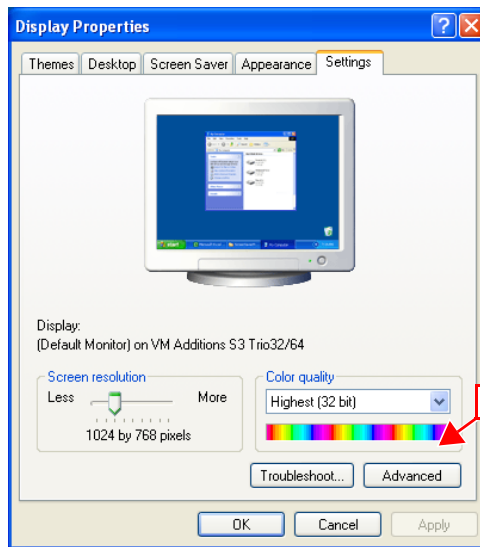 Display Properties
Themes Desktop Screen Saver Appearance Settings
Display:
(Default Monitor) on VM Additions S3 Trio32/64
Screen resolution
Less More
1024 by 768 pixels
Color quality
Highest (32 bit)
Troubleshoot... Advanced
OK Cancel Apply